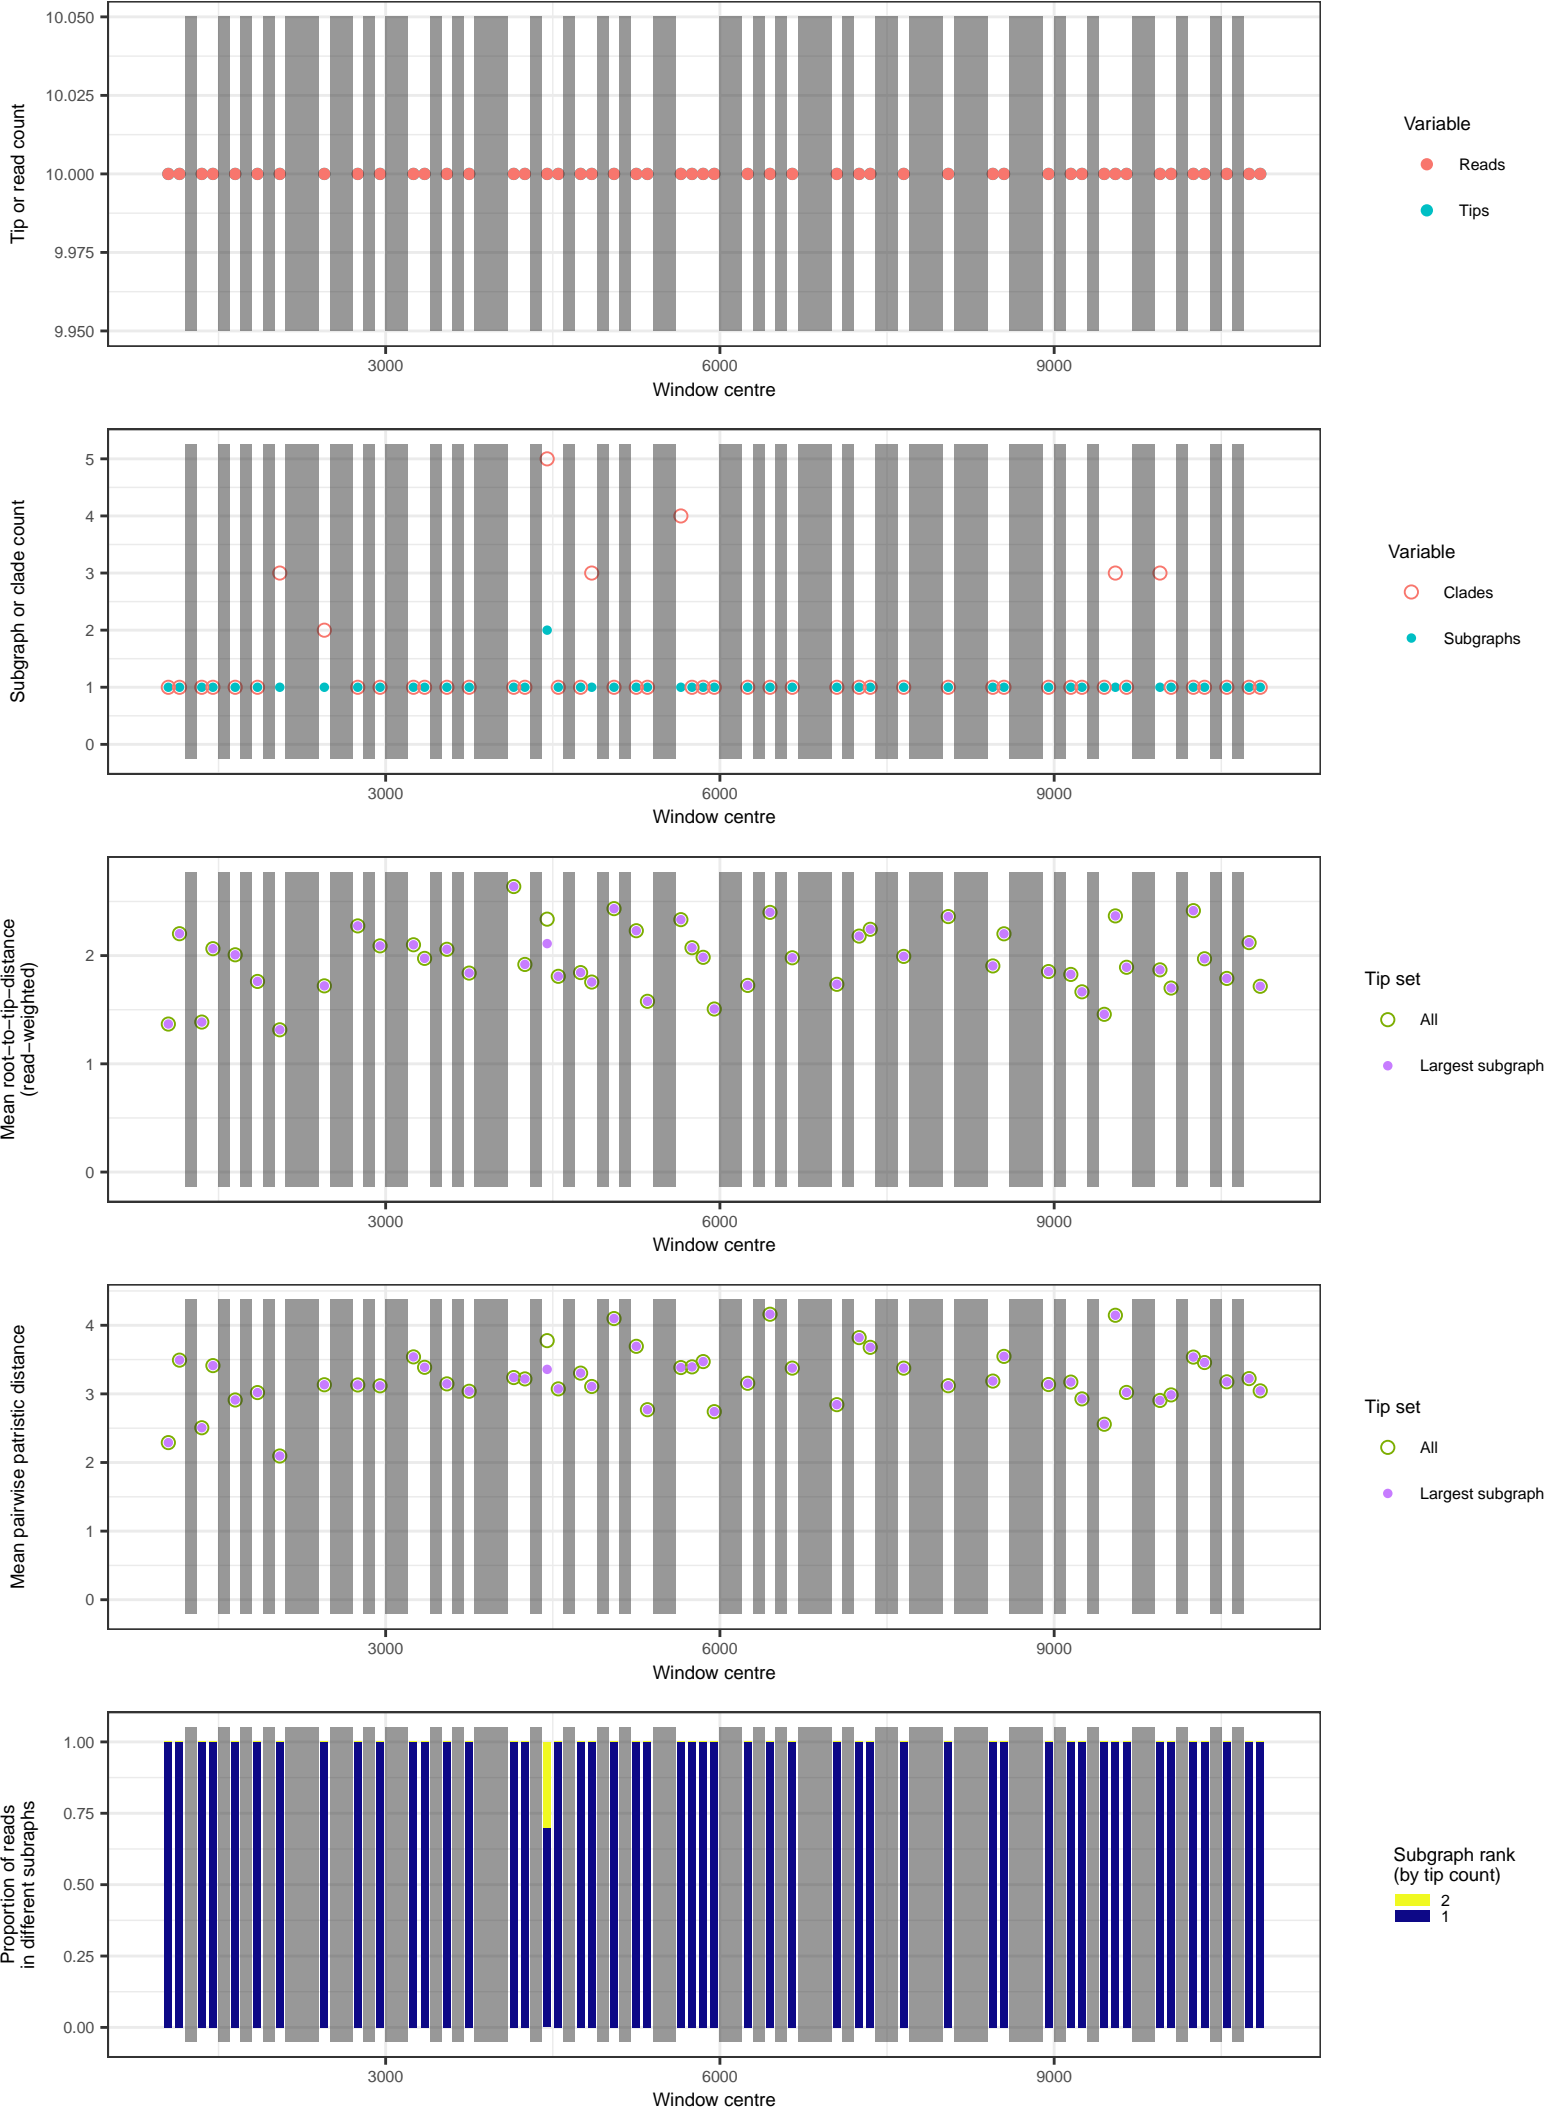 10.050
10.025
10.000
9.975
9.950
Tip or read count
3000
6000
9000
Window centre
Variable
Reads
Tips
5
4
3
2
1
0
Subgraph or clade count
3000
6000
9000
Window centre
Variable
Clades
Subgraphs
2
1
0
Mean root−to−tip−distance
(read−weighted)
3000
6000
9000
Window centre
Tip set
All
Largest subgraph
4
3
2
1
0
Mean pairwise patristic distance
3000
6000
9000
Window centre
Tip set
All
Largest subgraph
1.00
0.75
0.50
0.25
0.00
Proportion of reads
in different subraphs
3000
6000
9000
Window centre
Subgraph rank
(by tip count)
2
1